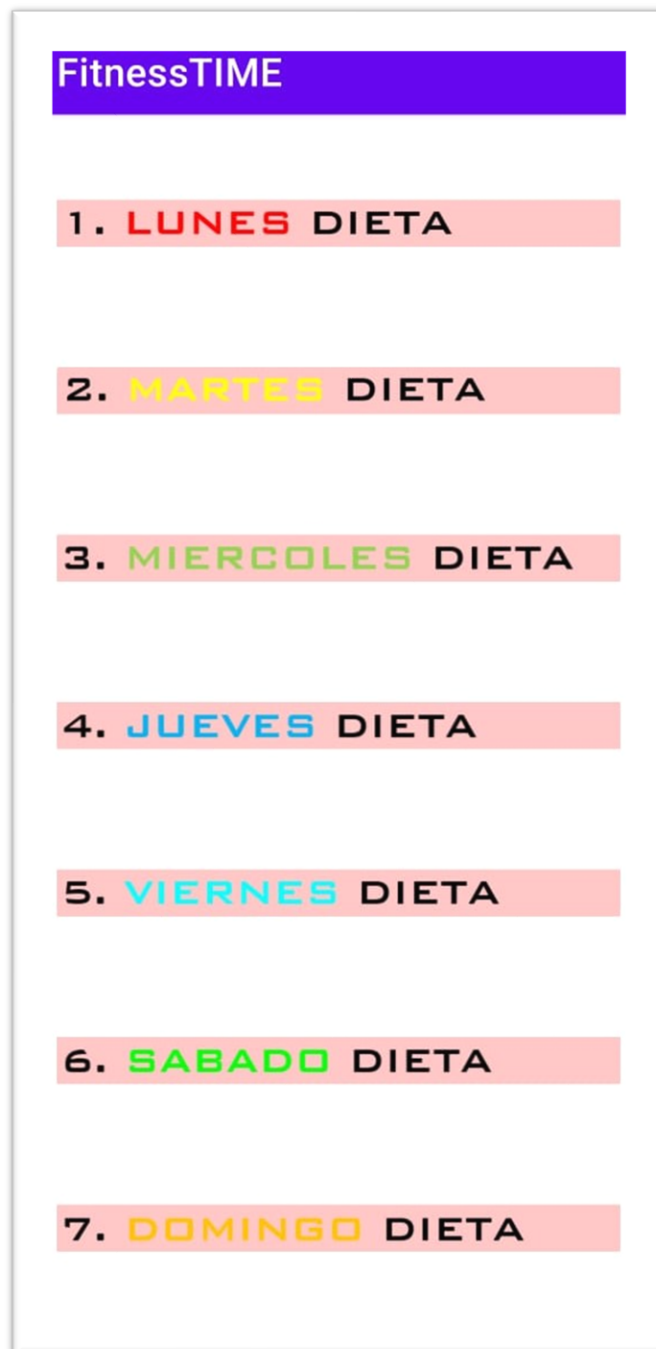 FitnessTIME
1. LUNES DIETA
2. MARTES DIETA
3. MIERCOLES DIETA
4. JUEVES DIETA
5. VIERNES DIETA
6. SABADO DIETA
7. DOMINGO DIETA